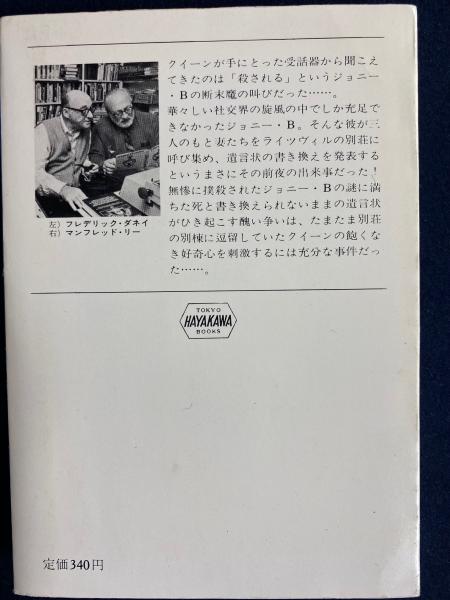 クイーンが手にとった受話器から聞こえ
てきたのは「殺される」というジョニー
・Bの断末魔の叫びだった……。
華々しい社交界の旋風の中でしか充足で
きなかったジョニー・B。そんな彼が三
人のもと妻たちをライツヴィルの別荘に
呼び集め、遺言状の書き換えを発表する
というまさにその前夜の出来事だった！
無惨に撲殺されたジョニー・Bの謎に満
ちた死と書き換えられないままの遺言状
がひき起こす醜い争いは、たまたま別荘
の別棟に逗留していたクイーンの飽くな
き好奇心を刺激するには充分な事件だっ
た……。
左）フレデリック・ダネイ
右）マンフレッド・リー
TOKYO
HAYAKAWA
BOOKS
定価340円